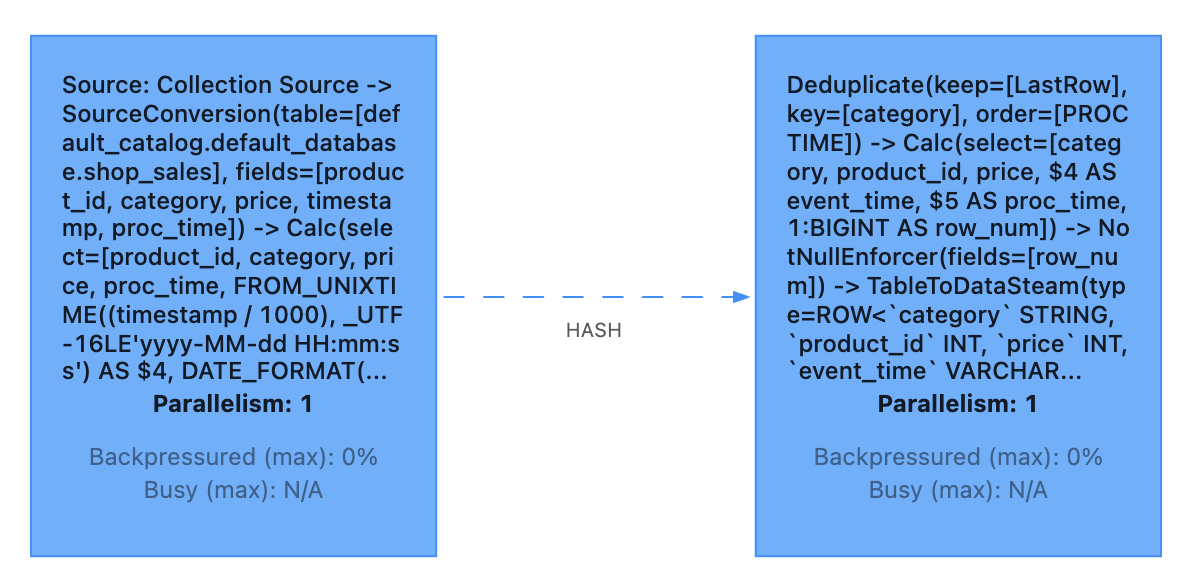 Source: Collection Source ->
SourceConversion(table=[def
ault_catalog.default_databas
e.shop_sales], fields=[produc
t_id, category, price, timesta
mp, proc_time]) -> Calc(sele
ct=[product_id, category, pri
ce, proc_time, FROM_UNIXTI
ME((timestamp / 1000), _UTF
-16LE'yyyy-MM-dd HH:mm:s
s') AS $4, DATE_FORMAT(...
Parallelism: 1
Backpressured (max): 0%
Busy (max): N/A
HASH
Deduplicate(keep=[LastRow],
key=[category], order=[PROC
TIME]) -> Calc(select=[categ
ory, product_id, price, $4 AS
event_time, $5 AS proc_time,
1:BIGINT AS row_num]) -> No
tNullEnforcer(fields=[row_nu
m]) -> TableToDataSteam(typ
e=ROW<`category` STRING,
`product_id` INT, `price` INT,
`event_time` VARCHAR...
Parallelism: 1
Backpressured (max): 0%
Busy (max): N/A